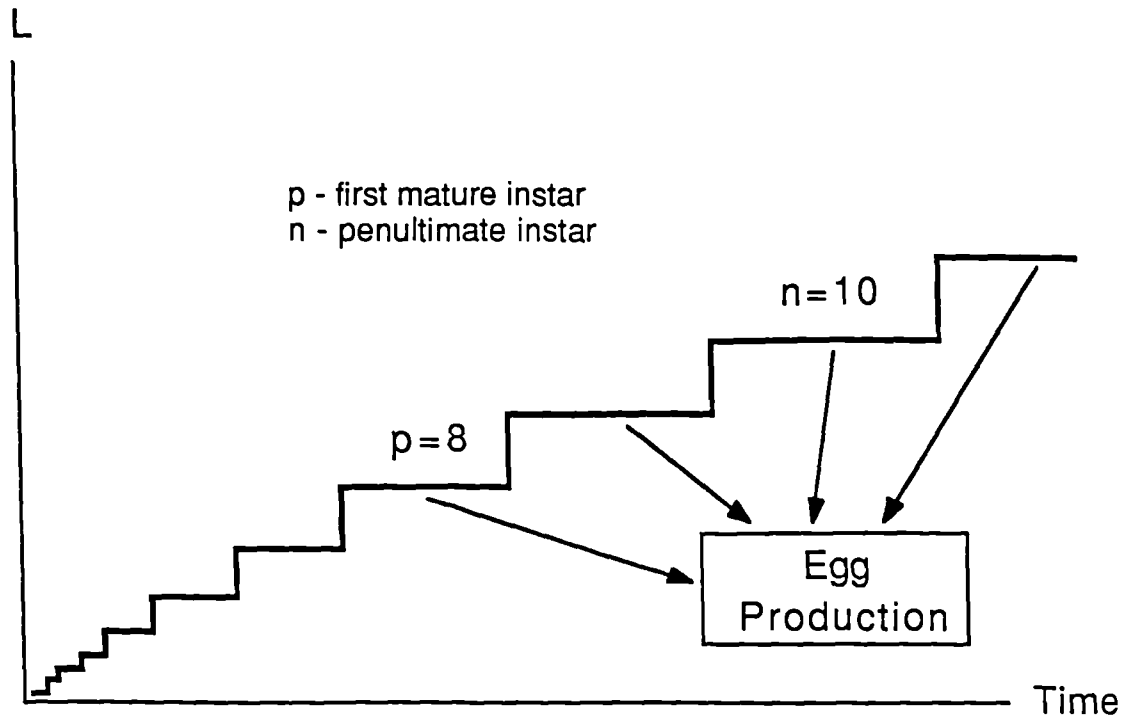 L
p - first mature instar
n - penultimate instar
n=10
p=8
Egg
Production
Time